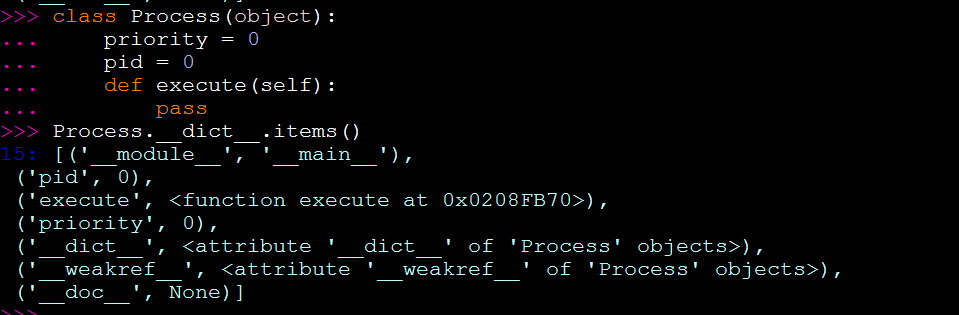 >>> class Process(object):
...     priority = 0
...     pid = 0
...     def execute(self):
...         pass
>>> Process.__dict__.items()
15: [('__module__', '__main__'),
 ('pid', 0),
 ('execute', <function execute at 0x0208FB70>),
 ('priority', 0),
 ('__dict__', <attribute '__dict__' of 'Process' objects>),
 ('__weakref__', <attribute '__weakref__' of 'Process' objects>),
 ('__doc__', None)]
>>>